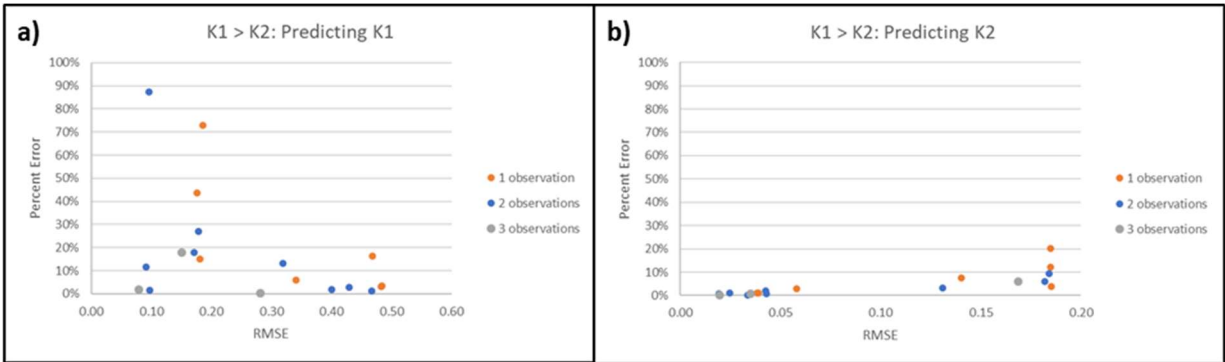 a)
K1 > K2: Predicting K1
100%
90%
80%
70%
60%
50%
40%
30%
20%
10%
0%
Percent Error
0.00 0.10 0.20 0.30 0.40 0.50 0.60
RMSE
1 observation
2 observations
3 observations
b)
K1 > K2: Predicting K2
100%
90%
80%
70%
60%
50%
40%
30%
20%
10%
0%
Percent Error
0.00 0.05 0.10 0.15 0.20
RMSE
1 observation
2 observations
3 observations